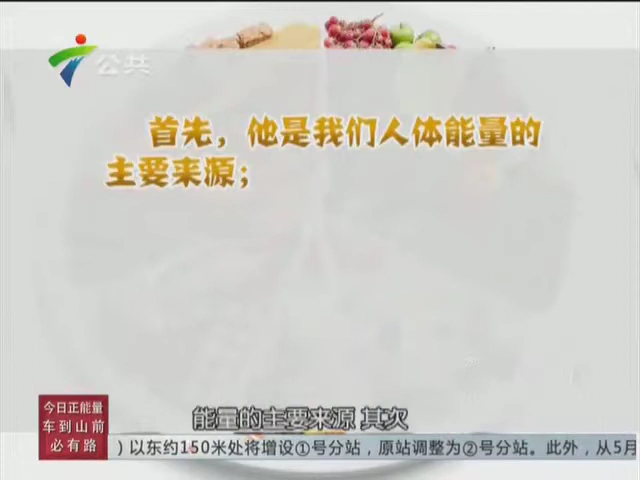 公共
首先，他是我们人体能量的
主要来源；
能量的主要来源 其次
今日正能量
车到山前
必有路
）以东约150米处将增设①号分站，原站调整为②号分站。此外，从5月